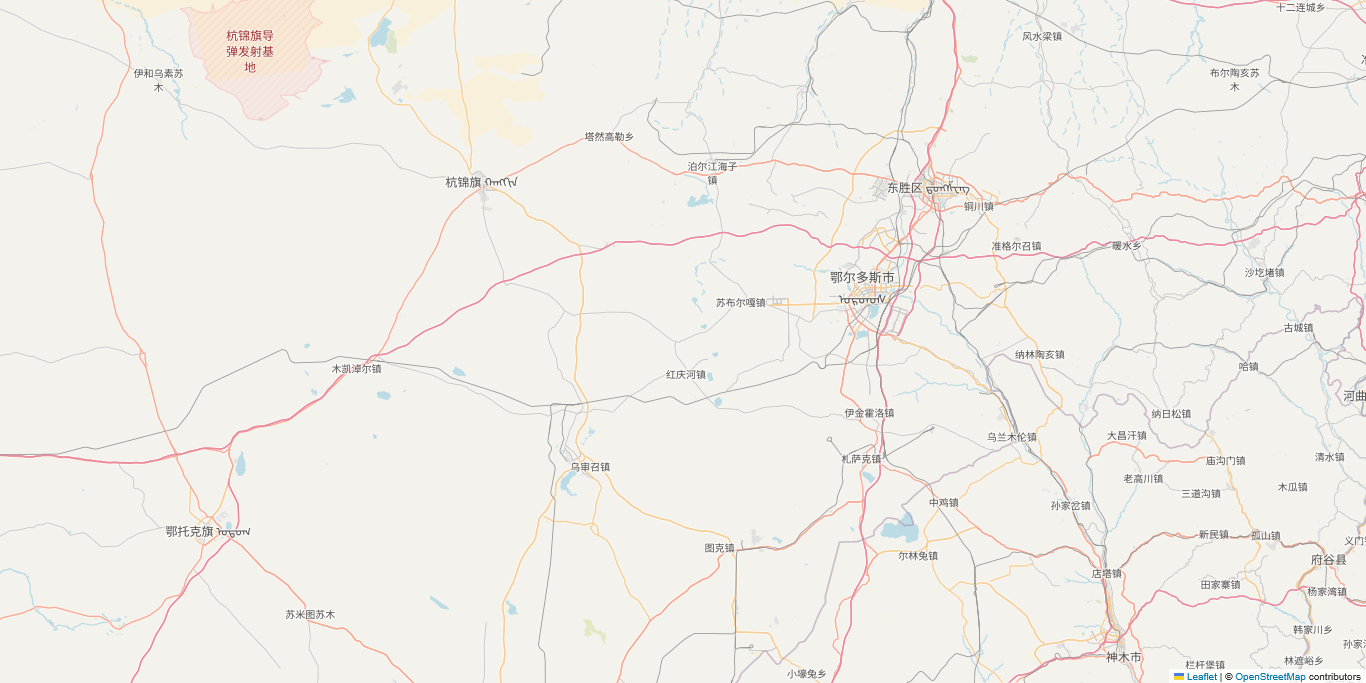 十二连城乡
杭锦旗导
弹发射基
地
风水梁镇
伊和乌素苏
木
布尔陶亥苏
木
塔然高勒乡
泊尔江海子
镇
杭锦旗
东胜区
铜川镇
准格尔召镇
暖水乡
沙圪堵镇
鄂尔多斯市
苏布尔嘎镇
古城镇
纳林陶亥镇
哈镇
木凯淖尔镇
红庆河镇
河曲
伊金霍洛镇
纳日松镇
乌兰木伦镇
大昌汗镇
札萨克镇
庙沟门镇
清水镇
乌审召镇
老高川镇
三道沟镇
木瓜镇
中鸡镇
孙家岔镇
鄂托克旗
新民镇
孤山镇
义门
图克镇
尔林兔镇
府谷县
店塔镇
田家寨镇
杨家湾镇
苏米图苏木
韩家川乡
孙家
神木市
栏杆堡镇
林遮峪乡
小壕兔乡
Leaflet | © OpenStreetMap contributors